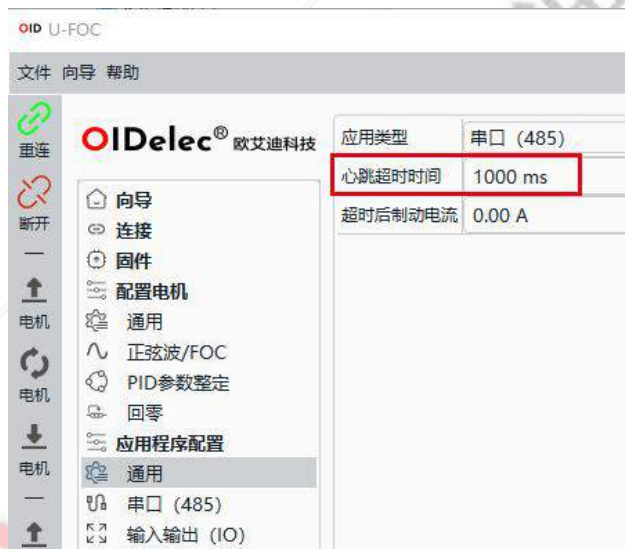 OID U-FOC
文件 向导 帮助
重连
断开
电机
电机
电机
OIDelec® 欧艾迪科技
向导
连接
固件
配置电机
通用
正弦波/FOC
PID参数整定
回零
应用程序配置
通用
串口 (485)
输入输出 (IO)
应用类型 串口 (485)
心跳超时时间 1000 ms
超时后制动电流 0.00 A